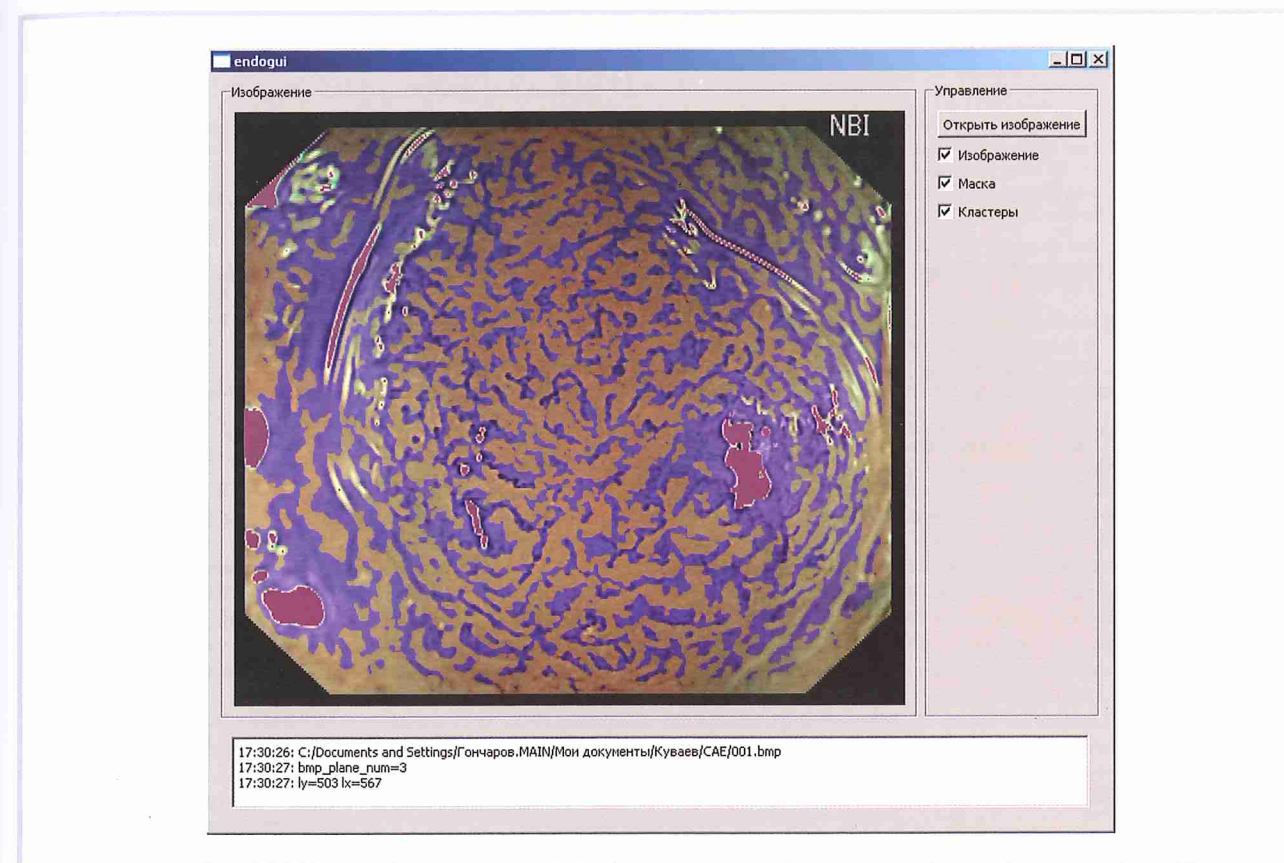 endogui
Изображение
NBI
Управление
Открыть изображение
Изображение
Маска
Кластеры
17:30:26: C:/Documents and Settings/Гончаров.MAIN/Мои документы/Куваев/CAE/001.bmp
17:30:27: bmp_plane_num=3
17:30:27: ly=503 lx=567